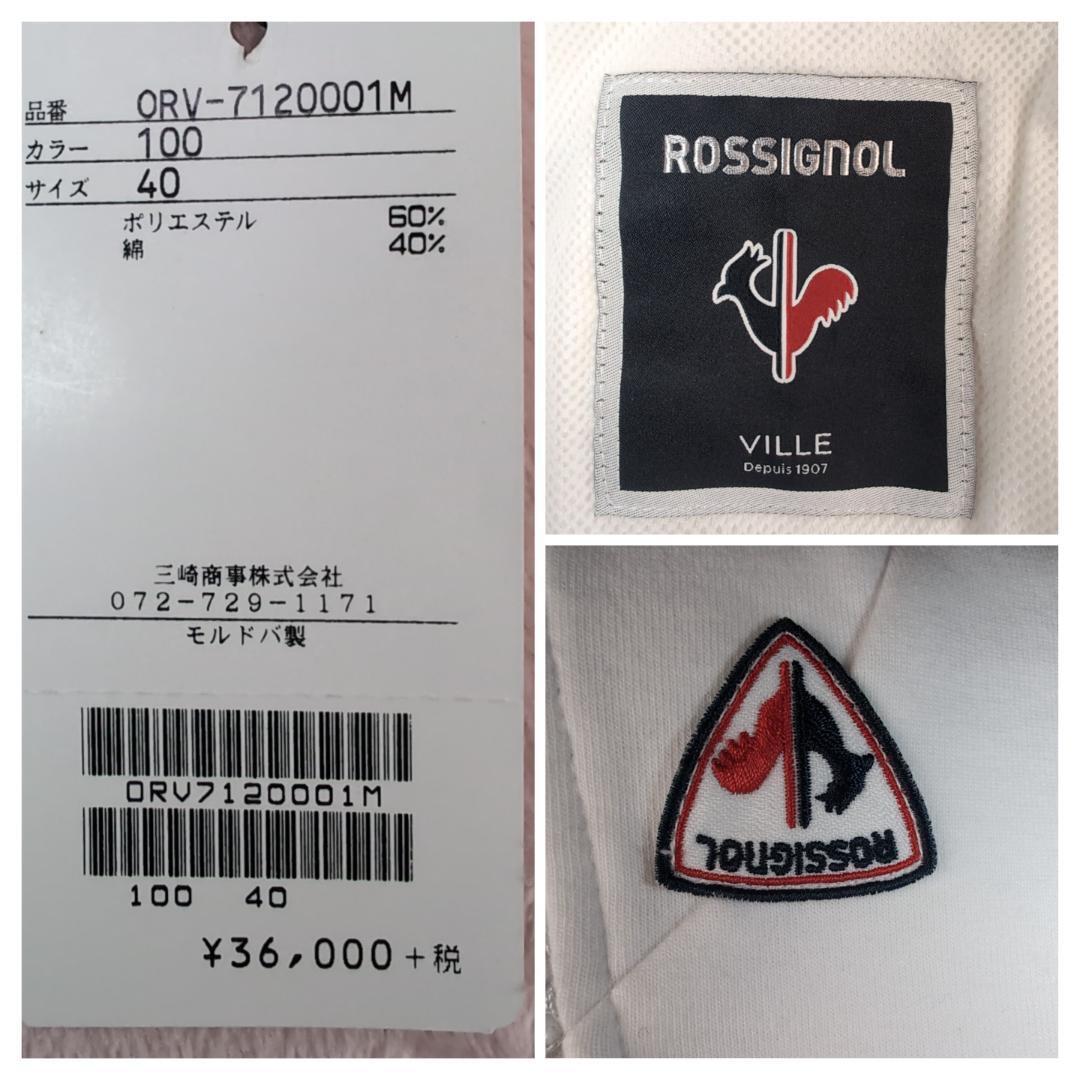 品番 ORV-7120001M
カラー 100
サイズ 40
ポリエステル 60%
綿 40%
三崎商事株式会社
072-729-1171
モルドバ製
ORV7120001M
100 40
¥36,000+税
ROSSIGNOL
VILLE
Depuis 1907
ROSSIGNOL